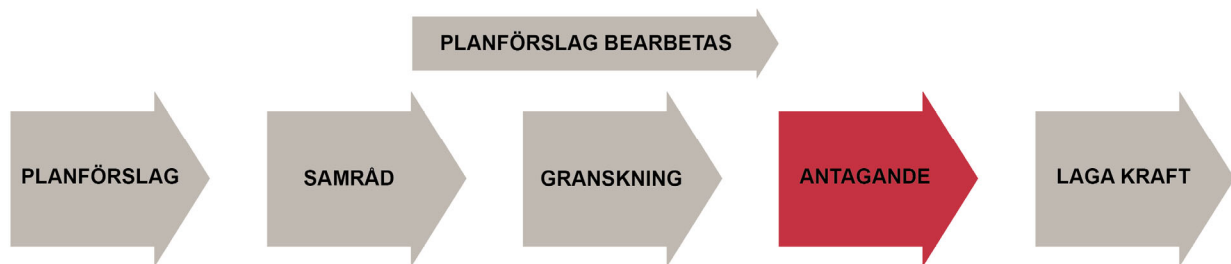 PLANFÖRSLAG BEARBETAS
PLANFÖRSLAG
SAMRÅD
GRANSKNING
ANTAGANDE
LAGA KRAFT